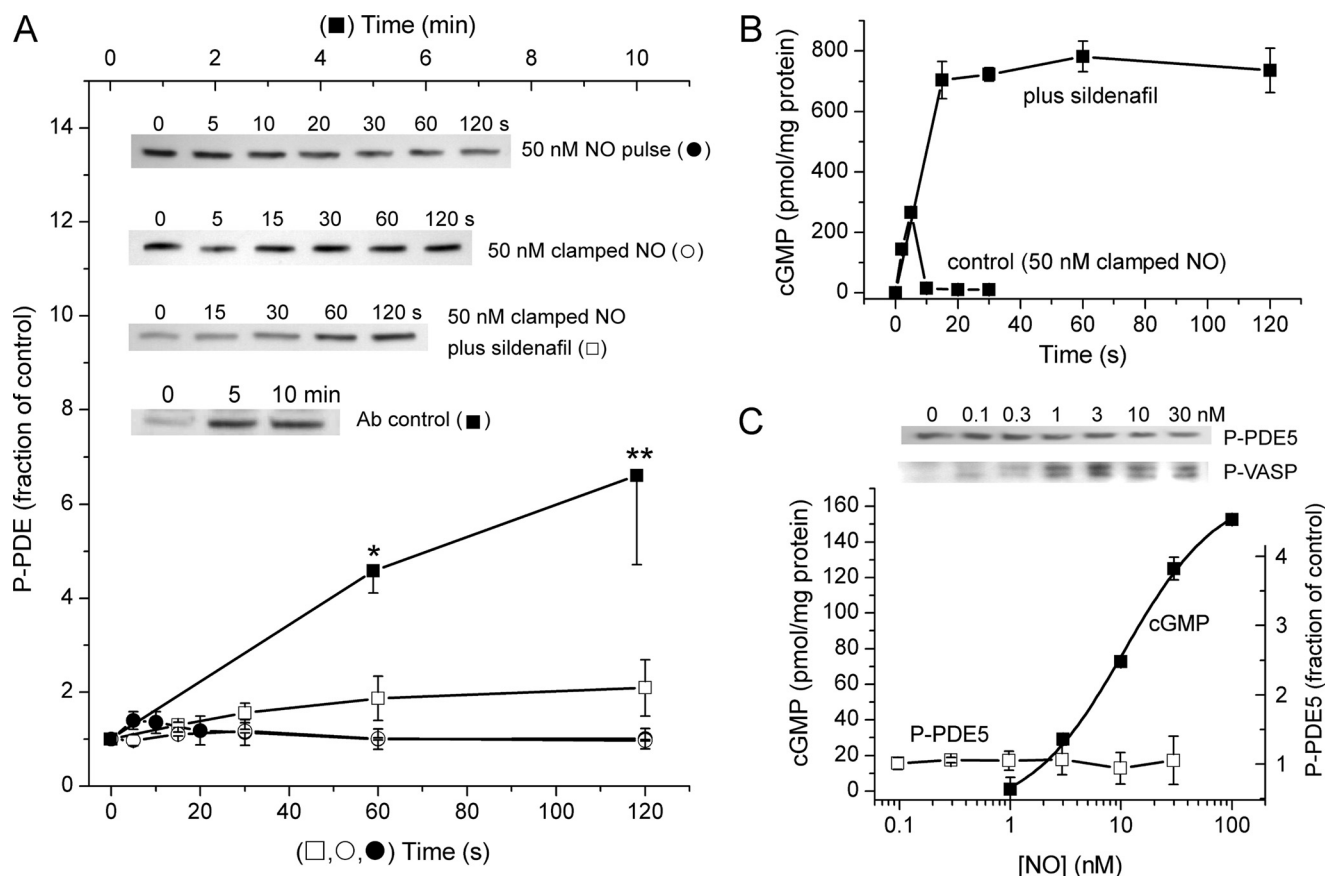 A
(■) Time (min)
0 2 4 6 8 10
14
12
10
8
6
4
2
0
P-PDE (fraction of control)
0 5 10 20 30 60 120 s
50 nM NO pulse (●)
0 5 15 30 60 120 s
50 nM clamped NO (○)
0 15 30 60 120 s
50 nM clamped NO
plus sildenafil (□)
0 5 10 min
Ab control (■)
*
**
0 20 40 60 80 100 120
(□,○,●) Time (s)
B
800
600
400
200
0
cGMP (pmol/mg protein)
plus sildenafil
control (50 nM clamped NO)
0 20 40 60 80 100 120
Time (s)
C
0 0.1 0.3 1 3 10 30 nM
P-PDE5
P-VASP
160
140
120
100
80
60
40
20
0
cGMP (pmol/mg protein)
cGMP
P-PDE5
4
3
2
1
P-PDE5 (fraction of control)
0.1 1 10 100
[NO] (nM)